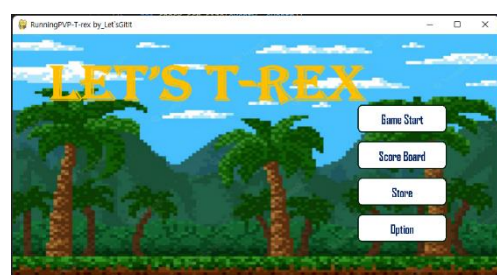 RunningPVP-T-rex by_Let'sGitit
LET'S T-REX
Game Start
Score Board
Store
Option